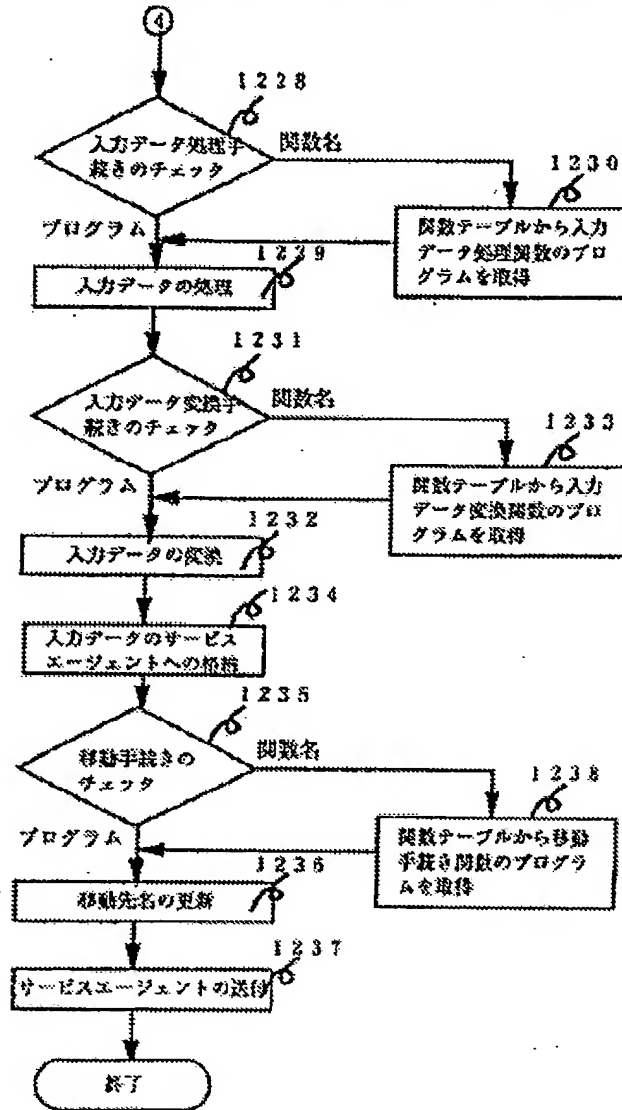 ④
1228
入力データ処理手
続きのチェック
関数名
1230
関数テーブルから入力
データ処理関数のプロ
グラムを取得
プログラム
1229
入力データの処理
1231
入力データ変換手
続きのチェック
関数名
1233
関数テーブルから入力
データ変換関数のプロ
グラムを取得
プログラム
1232
入力データの変換
1234
入力データのサービス
エージェントへの格納
1235
移動手続きの
チェック
関数名
1238
関数テーブルから移動
手続き関数のプログラ
ムを取得
プログラム
1236
移動先名の更新
1237
サービスエージェントの送付
終了